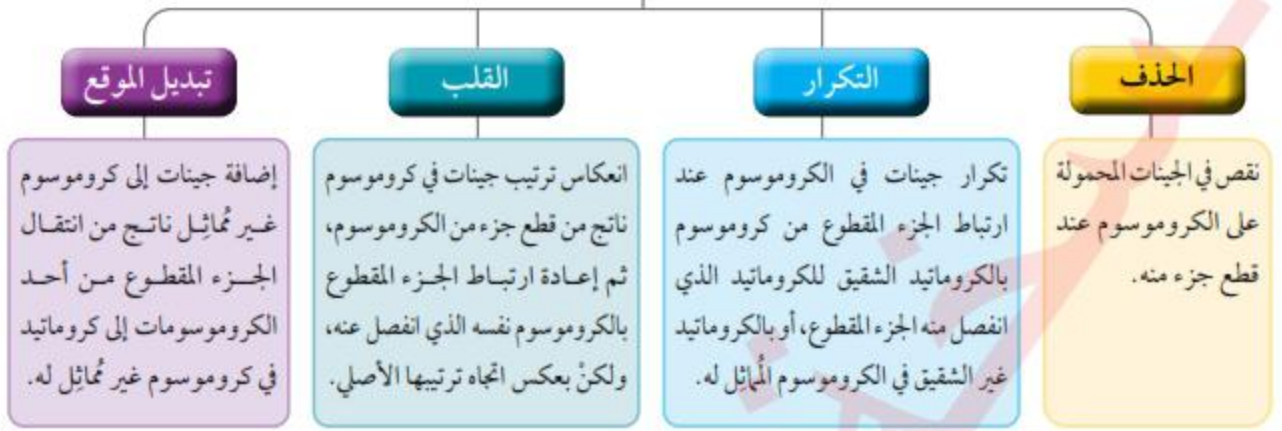 الحذف
نقص في الجينات المحمولة
على الكروموسوم عند
قطع جزء منه.
التكرار
تكرار جينات في الكروموسوم عند
ارتباط الجزء المقطوع من كروموسوم
بالكروماتيد الشقيق للكروماتيد الذي
انفصل منه الجزء المقطوع، أو بالكروماتيد
غير الشقيق في الكروموسوم المُماثِل له.
القلب
انعكاس ترتيب جينات في كروموسوم
ناتج من قطع جزء من الكروموسوم،
ثم إعادة ارتباط الجزء المقطوع
بالكروموسوم نفسه الذي انفصل عنه،
ولكنْ بعكس اتجاه ترتيبها الأصلي.
تبديل الموقع
إضافة جينات إلى كروموسوم
غير مُماثِل ناتج من انتقال
الجزء المقطوع من أحد
الكروموسومات إلى كروماتيد
في كروموسوم غير مُماثِل له.